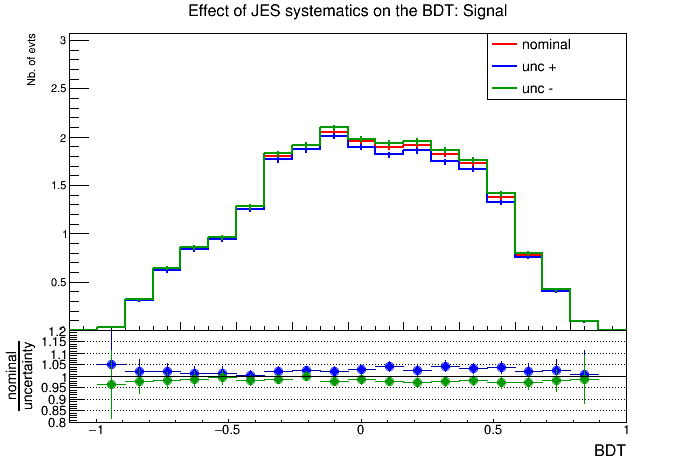 Effect of JES systematics on the BDT: Signal
Nb. of evts
3
2.5
2
1.5
1
0.5
nominal
unc +
unc -
nominal
uncertainty
1.2
1.15
1.1
1.05
1
0.95
0.9
0.85
0.8
−1
−0.5
0
0.5
1
BDT